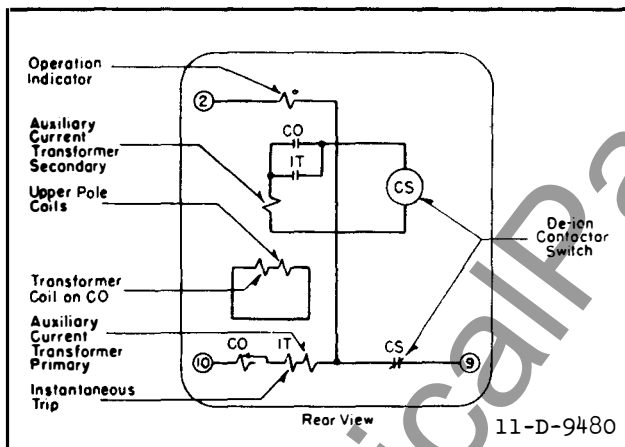 Operation
Indicator
2
Auxiliary
Current
Transformer
Secondary
CO
IT
Upper Pole
Coils
CS
De-ion
Contactor
Switch
Transformer
Coil on CO
Auxiliary
Current
Transformer
Primary
CO
IT
CS
10
9
Instantaneous
Trip
Rear View
11-D-9480